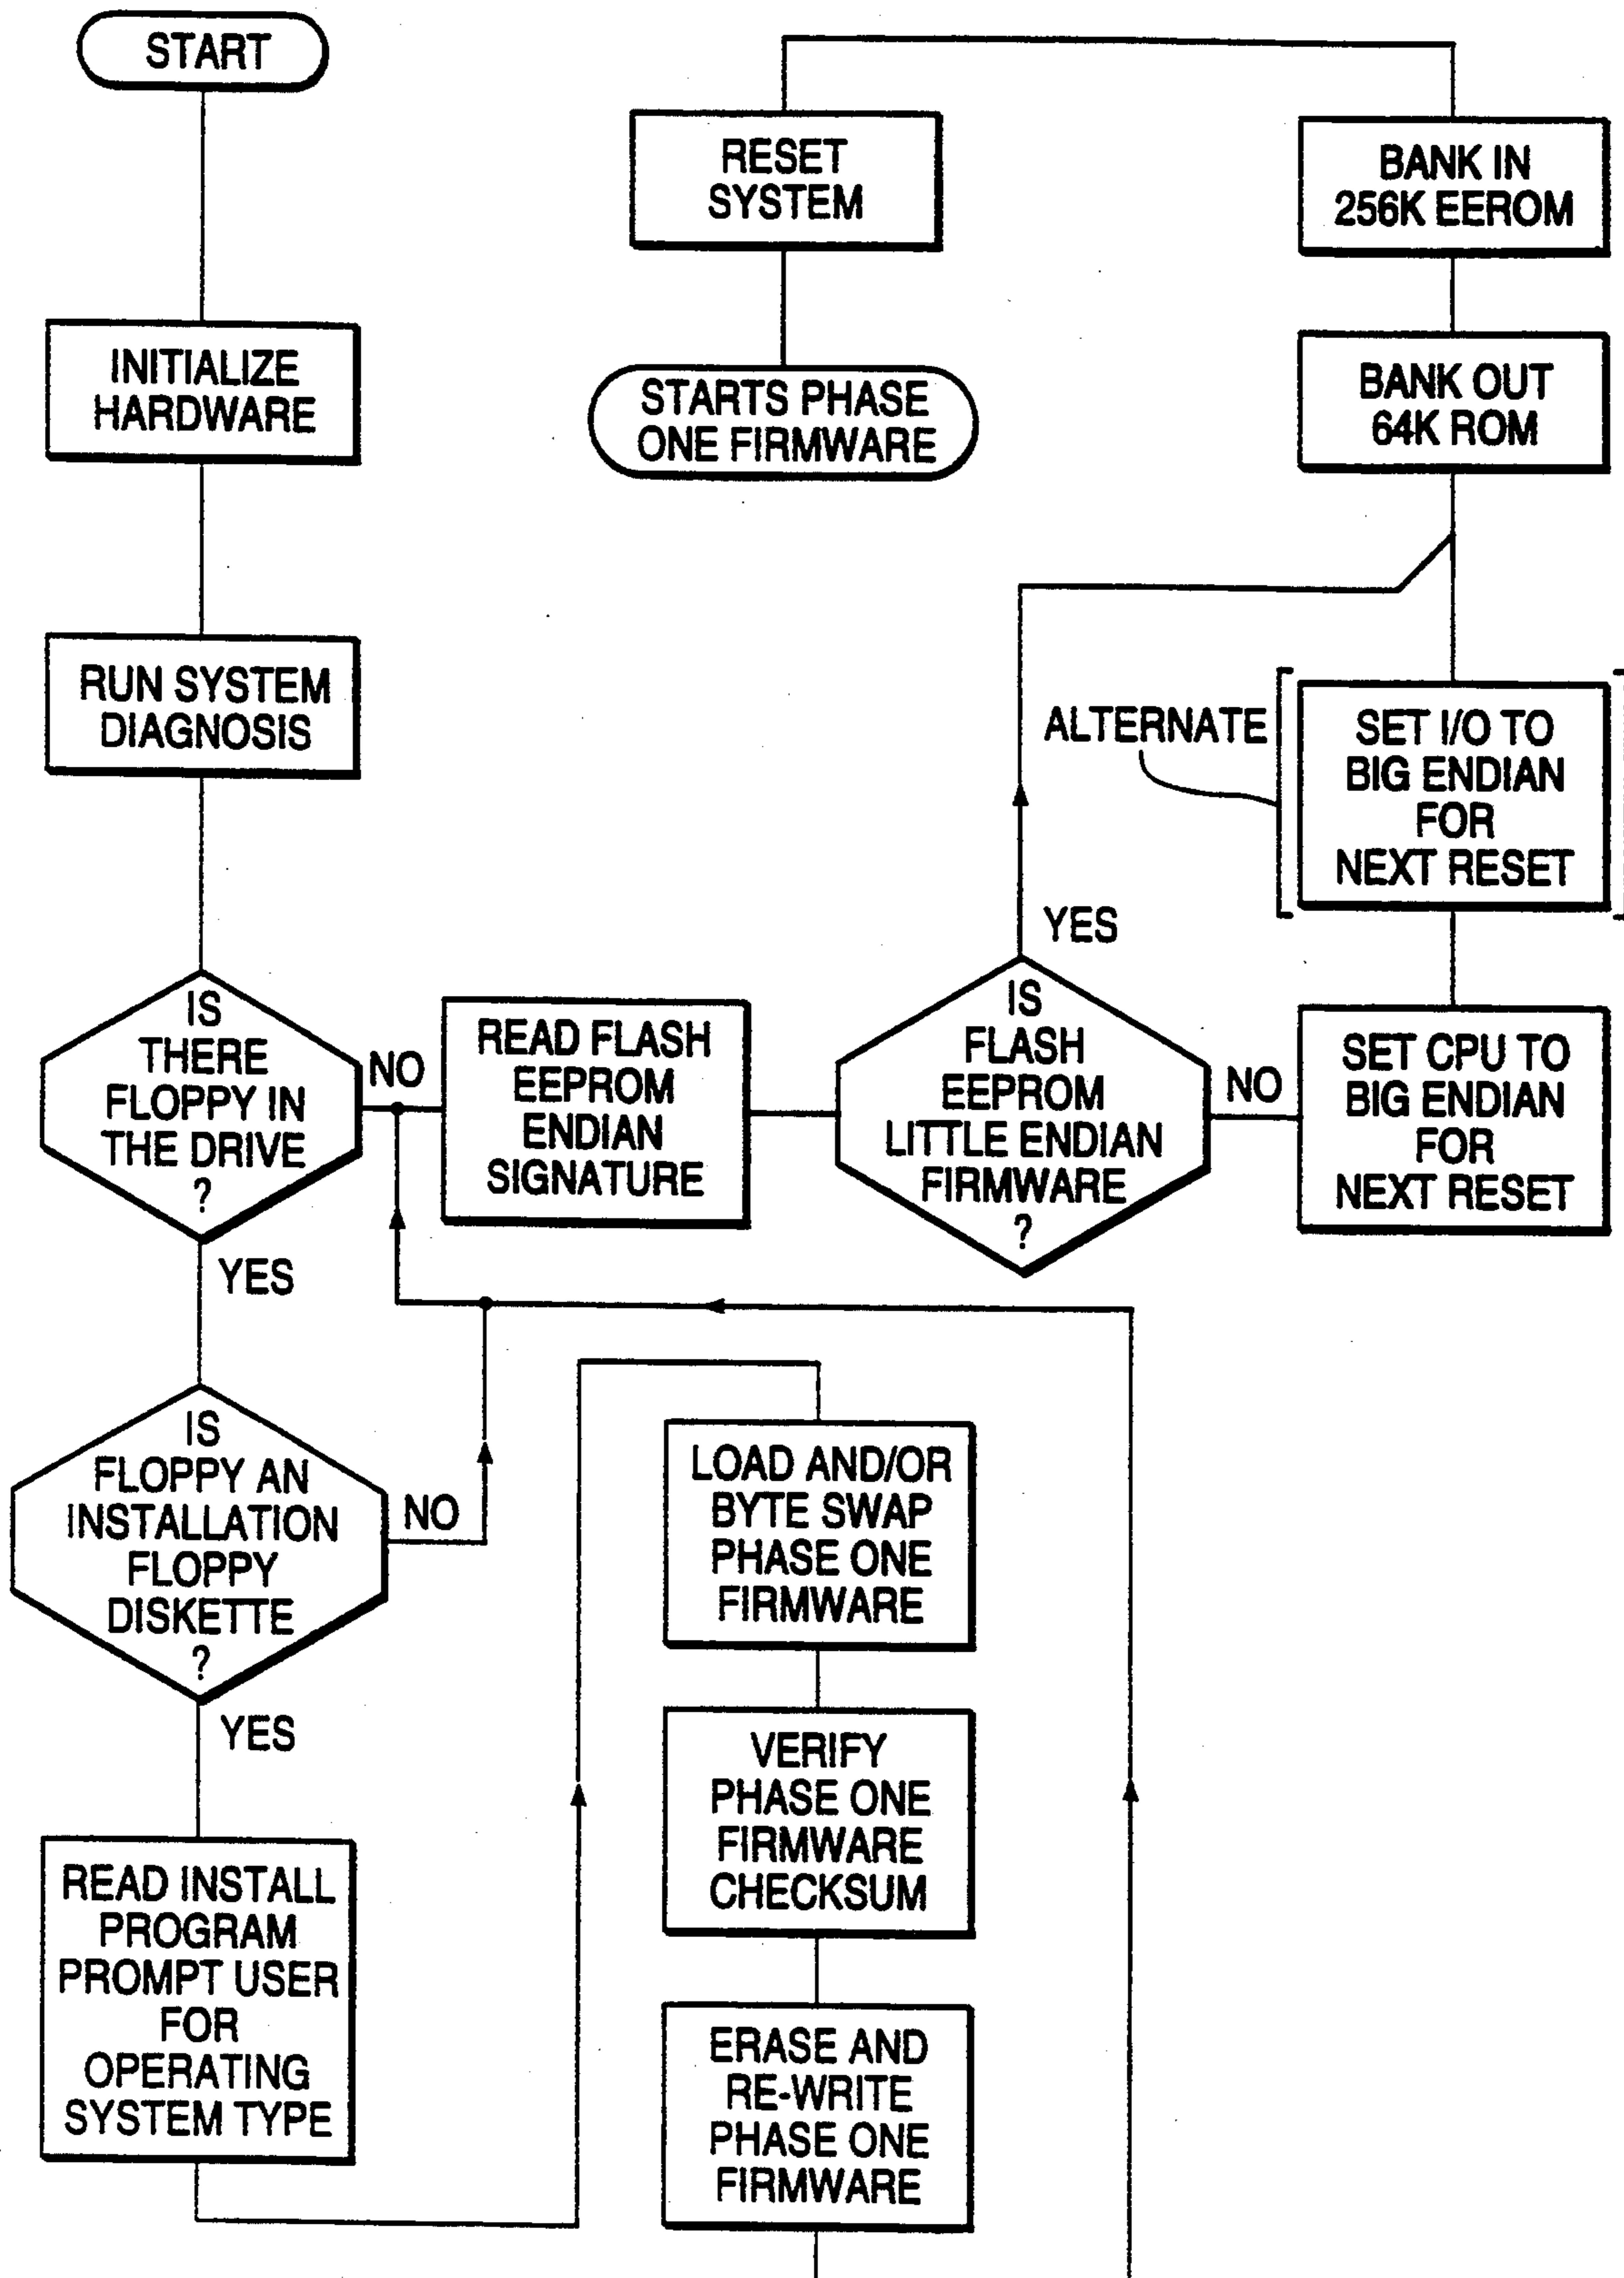 START
INITIALIZE
HARDWARE
RUN SYSTEM
DIAGNOSIS
IS
THERE
FLOPPY IN
THE DRIVE
?
NO
YES
IS
FLOPPY AN
INSTALLATION
FLOPPY
DISKETTE
?
NO
YES
READ INSTALL
PROGRAM
PROMPT USER
FOR
OPERATING
SYSTEM TYPE
LOAD AND/OR
BYTE SWAP
PHASE ONE
FIRMWARE
VERIFY
PHASE ONE
FIRMWARE
CHECKSUM
ERASE AND
RE-WRITE
PHASE ONE
FIRMWARE
READ FLASH
EEPROM
ENDIAN
SIGNATURE
IS
FLASH
EEPROM
LITTLE ENDIAN
FIRMWARE
?
YES
NO
SET CPU TO
BIG ENDIAN
FOR
NEXT RESET
ALTERNATE
SET I/O TO
BIG ENDIAN
FOR
NEXT RESET
BANK OUT
64K ROM
BANK IN
256K EEROM
RESET
SYSTEM
STARTS PHASE
ONE FIRMWARE